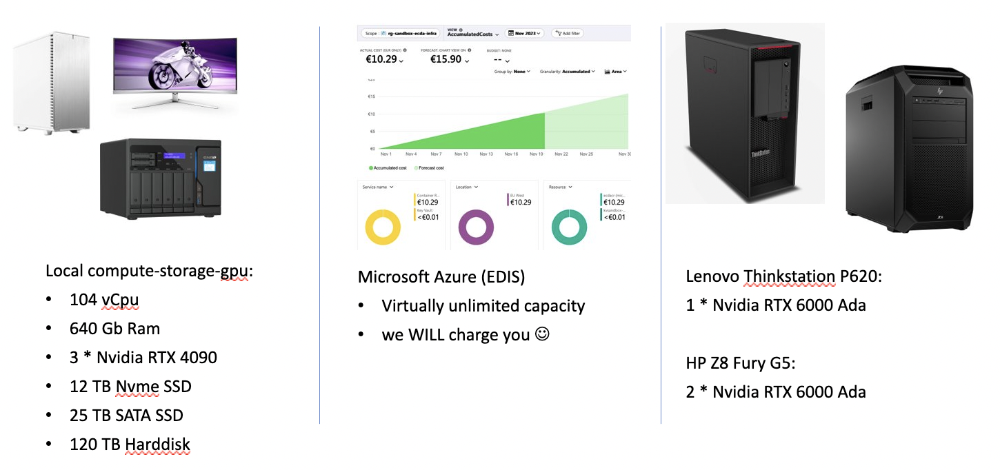 Scope : rg-sandbox-ecda-infra
VIEW
AccumulatedCosts
Nov 2023
Add filter
ACTUAL COST (EUR ONLY)
€10.29
FORECAST: CHART VIEW ON
€15.90
BUDGET: NONE
--
Group by: None
Granularity: Accumulated
Area
€15
€10
€5
€0
Nov 1 Nov 4 Nov 7 Nov 10 Nov 13 Nov 16 Nov 19 Nov 22 Nov 25 Nov 30
Accumulated cost Forecast cost
Service name
Container R...
€10.29
Key Vault
<€0.01
Location
EU West
€10.29
Resource
ecdacr (mic...
€10.29
kvsandbox-...
<€0.01
ThinkStation
hp
Local compute-storage-gpu:
• 104 vCpu
• 640 Gb Ram
• 3 * Nvidia RTX 4090
• 12 TB Nvme SSD
• 25 TB SATA SSD
• 120 TB Harddisk
Microsoft Azure (EDIS)
• Virtually unlimited capacity
• we WILL charge you ☺
Lenovo Thinkstation P620:
1 * Nvidia RTX 6000 Ada
HP Z8 Fury G5:
2 * Nvidia RTX 6000 Ada